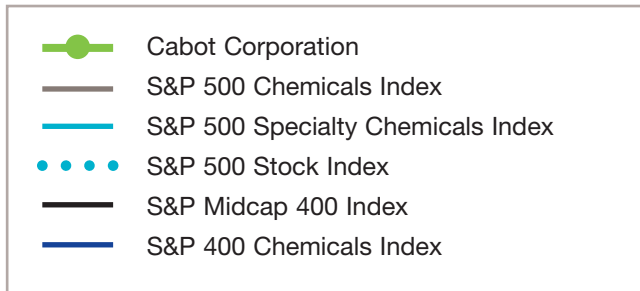 Cabot Corporation
S&P 500 Chemicals Index
S&P 500 Specialty Chemicals Index
S&P 500 Stock Index
S&P Midcap 400 Index
S&P 400 Chemicals Index